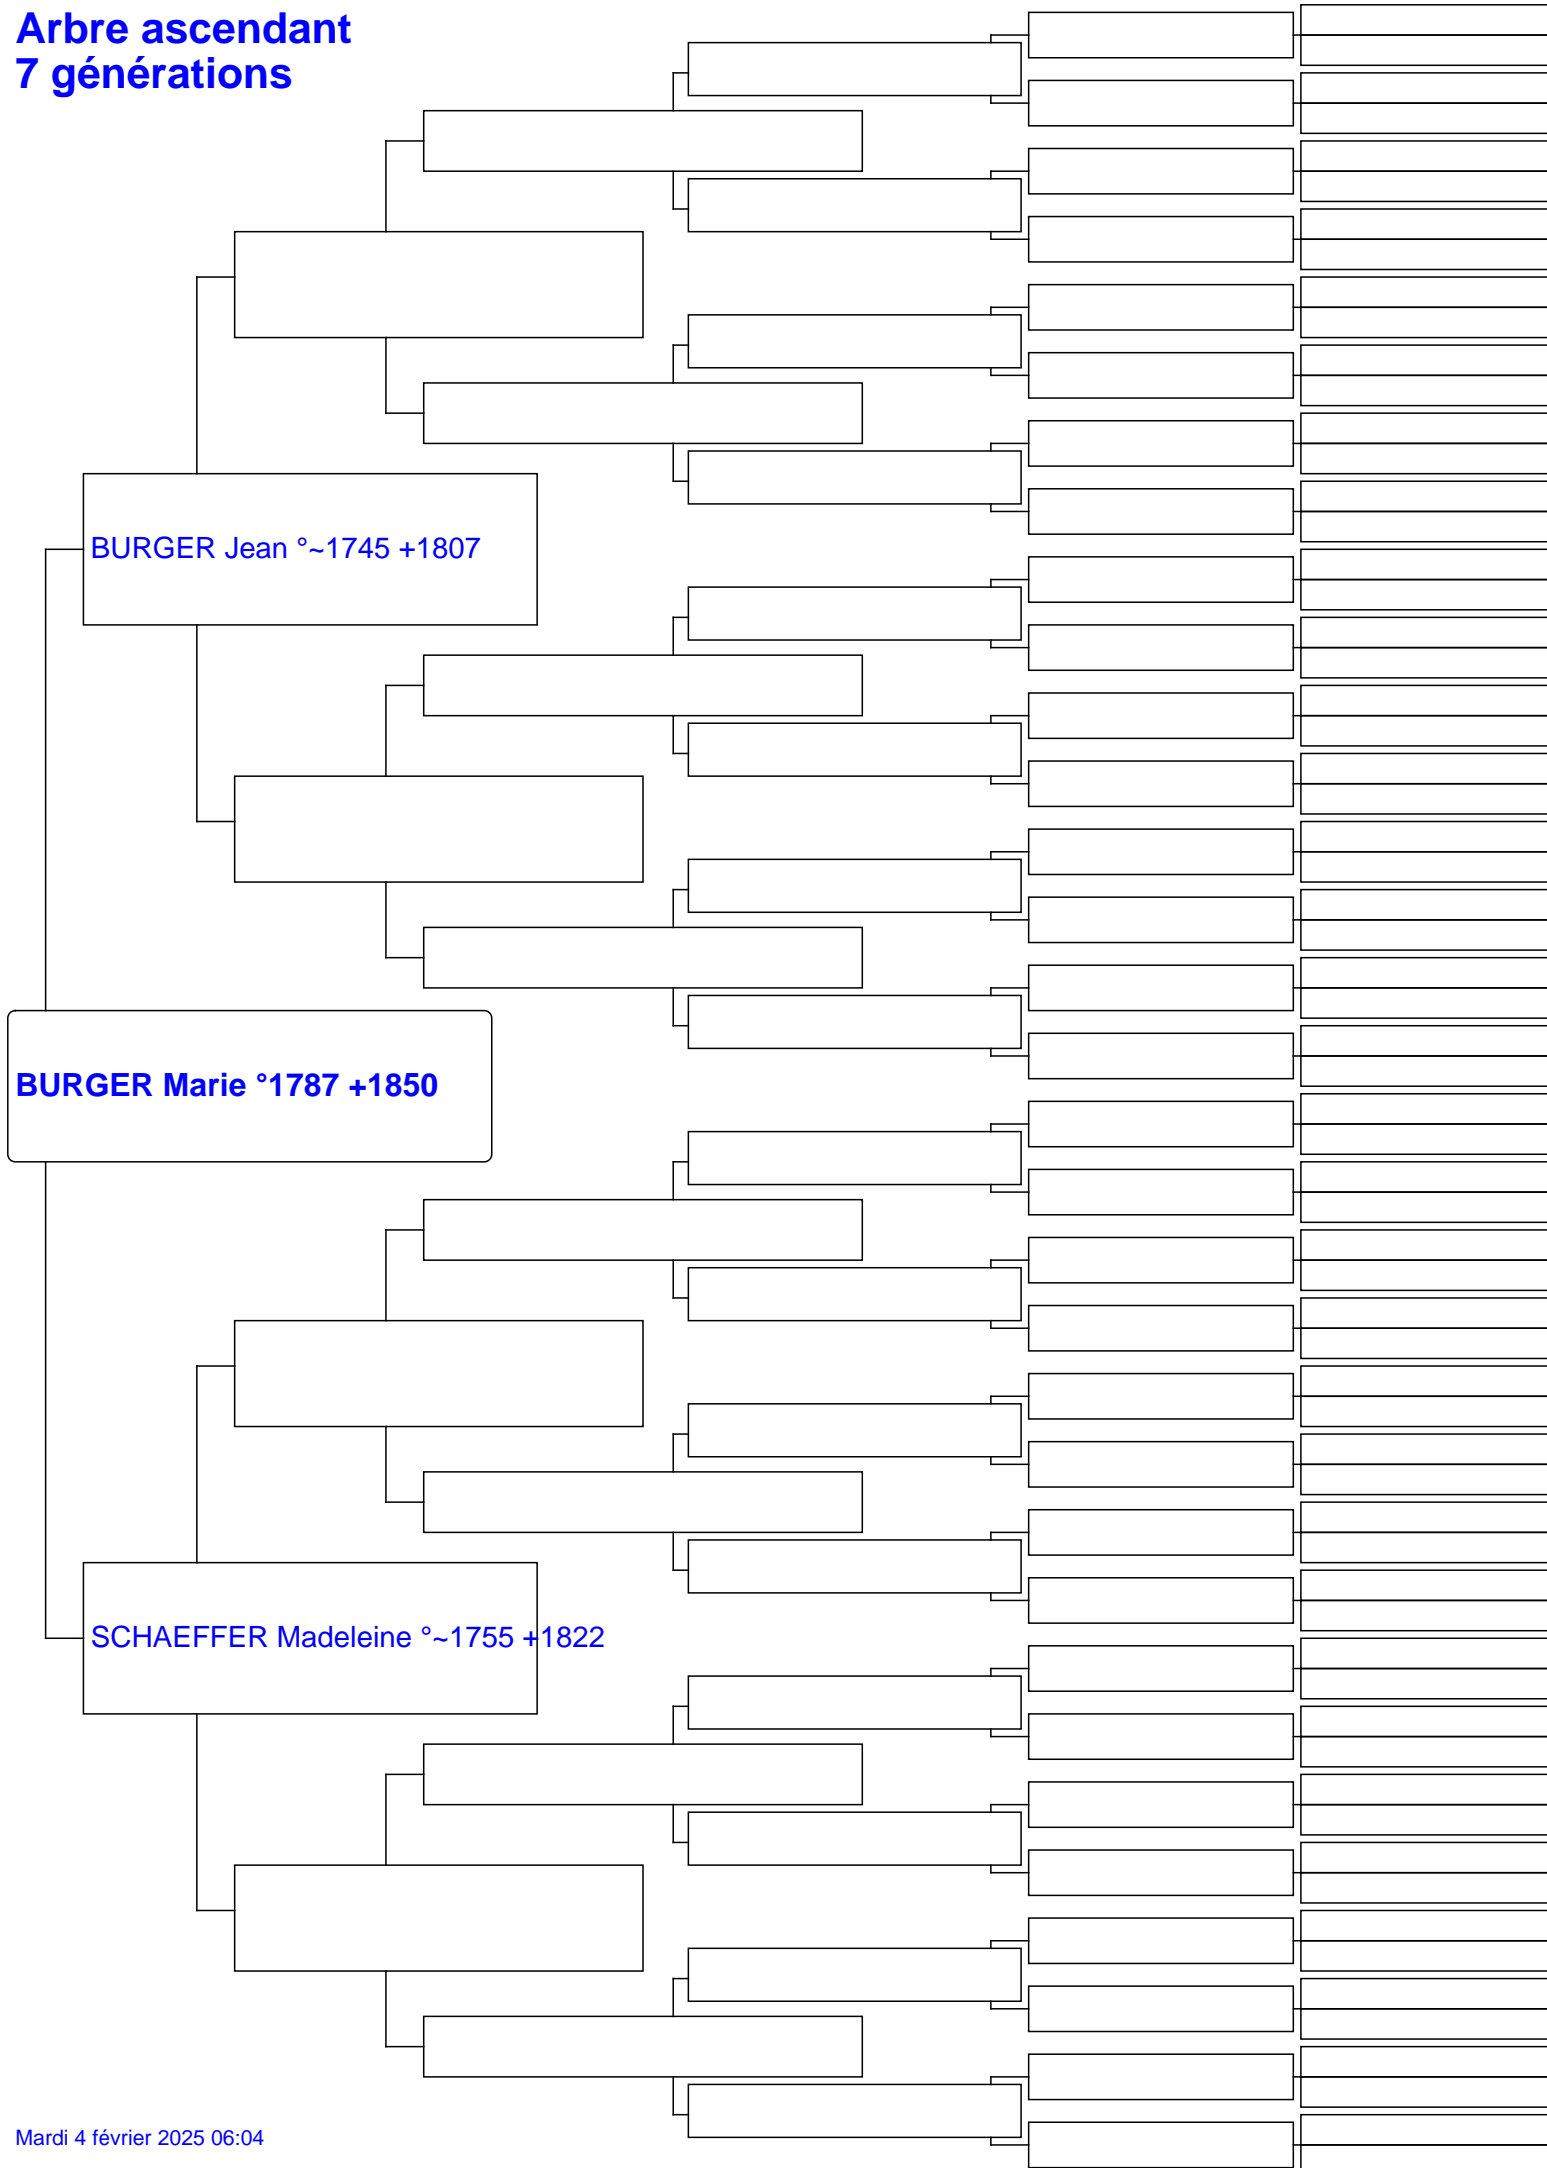 Arbre ascendant
7 générations
BURGER Jean °~1745 +1807
BURGER Marie °1787 +1850
SCHAEFFER Madeleine °~1755 +1822
Mardi 4 février 2025 06:04